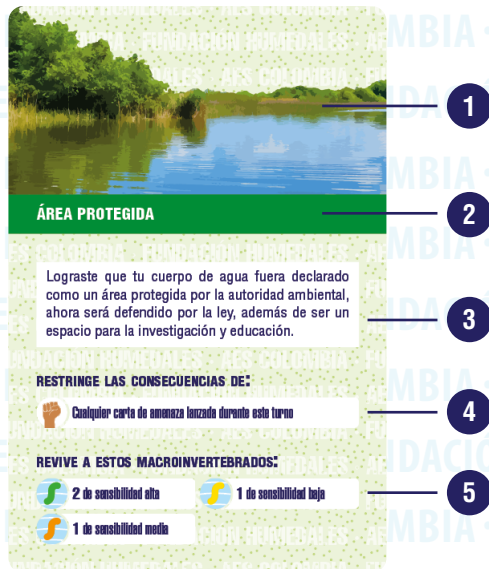 1
ÁREA PROTEGIDA
2
Lograste que tu cuerpo de agua fuera declarado
como un área protegida por la autoridad ambiental,
ahora será defendido por la ley, además de ser un
espacio para la investigación y educación.
3
RESTRINGE LAS CONSECUENCIAS DE:
Cualquier carta de amenaza lanzada durante este turno
4
REVIVE A ESTOS MACROINVERTEBRADOS:
2 de sensibilidad alta
1 de sensibilidad baja
5
1 de sensibilidad media